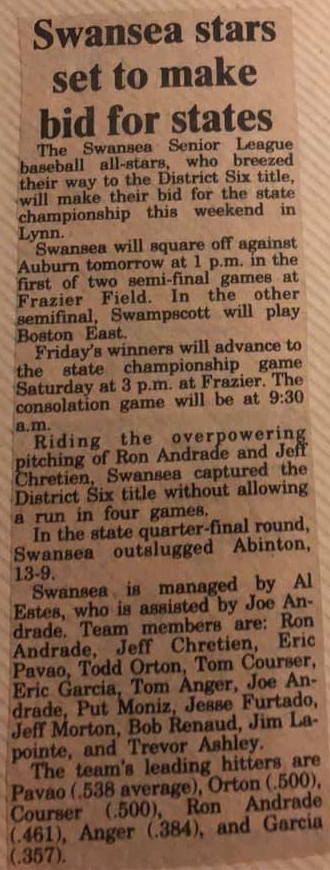 Swansea stars
set to make
bid for states
The Swansea Senior League
baseball all-stars, who breezed
their way to the District Six title,
will make their bid for the state
championship this weekend in
Lynn.
Swansea will square off against
Auburn tomorrow at 1 p.m. in the
first of two semi-final games at
Frazier Field. In the other
semifinal, Swampscott will play
Boston East.
Friday's winners will advance to
the state championship game
Saturday at 3 p.m. at Frazier. The
consolation game will be at 9:30
a.m.
Riding the overpowering
pitching of Ron Andrade and Jeff
Chretien, Swansea captured the
District Six title without allowing
a run in four games.
In the state quarter-final round,
Swansea outslugged Abinton,
13-9.
Swansea is managed by Al
Estes, who is assisted by Joe An-
drade. Team members are: Ron
Andrade, Jeff Chretien, Eric
Pavao, Todd Orton, Tom Courser,
Eric Garcia, Tom Anger, Joe An-
drade, Put Moniz, Jesse Furtado,
Jeff Morton, Bob Renaud, Jim La-
pointe, and Trevor Ashley.
The team's leading hitters are
Pavao (.538 average), Orton (.500),
Courser (.500), Ron Andrade
(.461), Anger (.384), and Garcia
(.357).